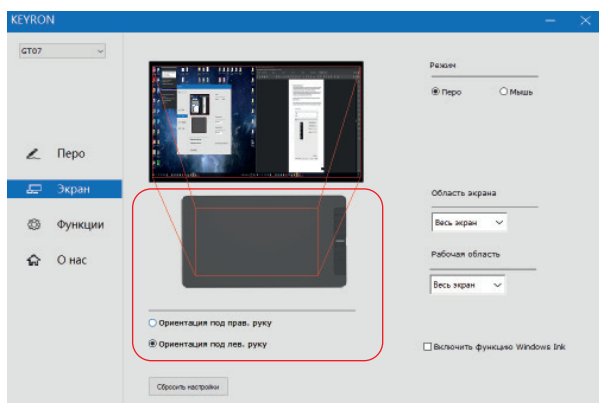 KEYRON
GT07
Перо
Экран
Функции
О нас
Ориентация под прав. руку
Ориентация под лев. руку
Сбросить настройки
Режим
Перо
Мышь
Область экрана
Весь экран
Рабочая область
Весь экран
Включить функцию Windows Ink